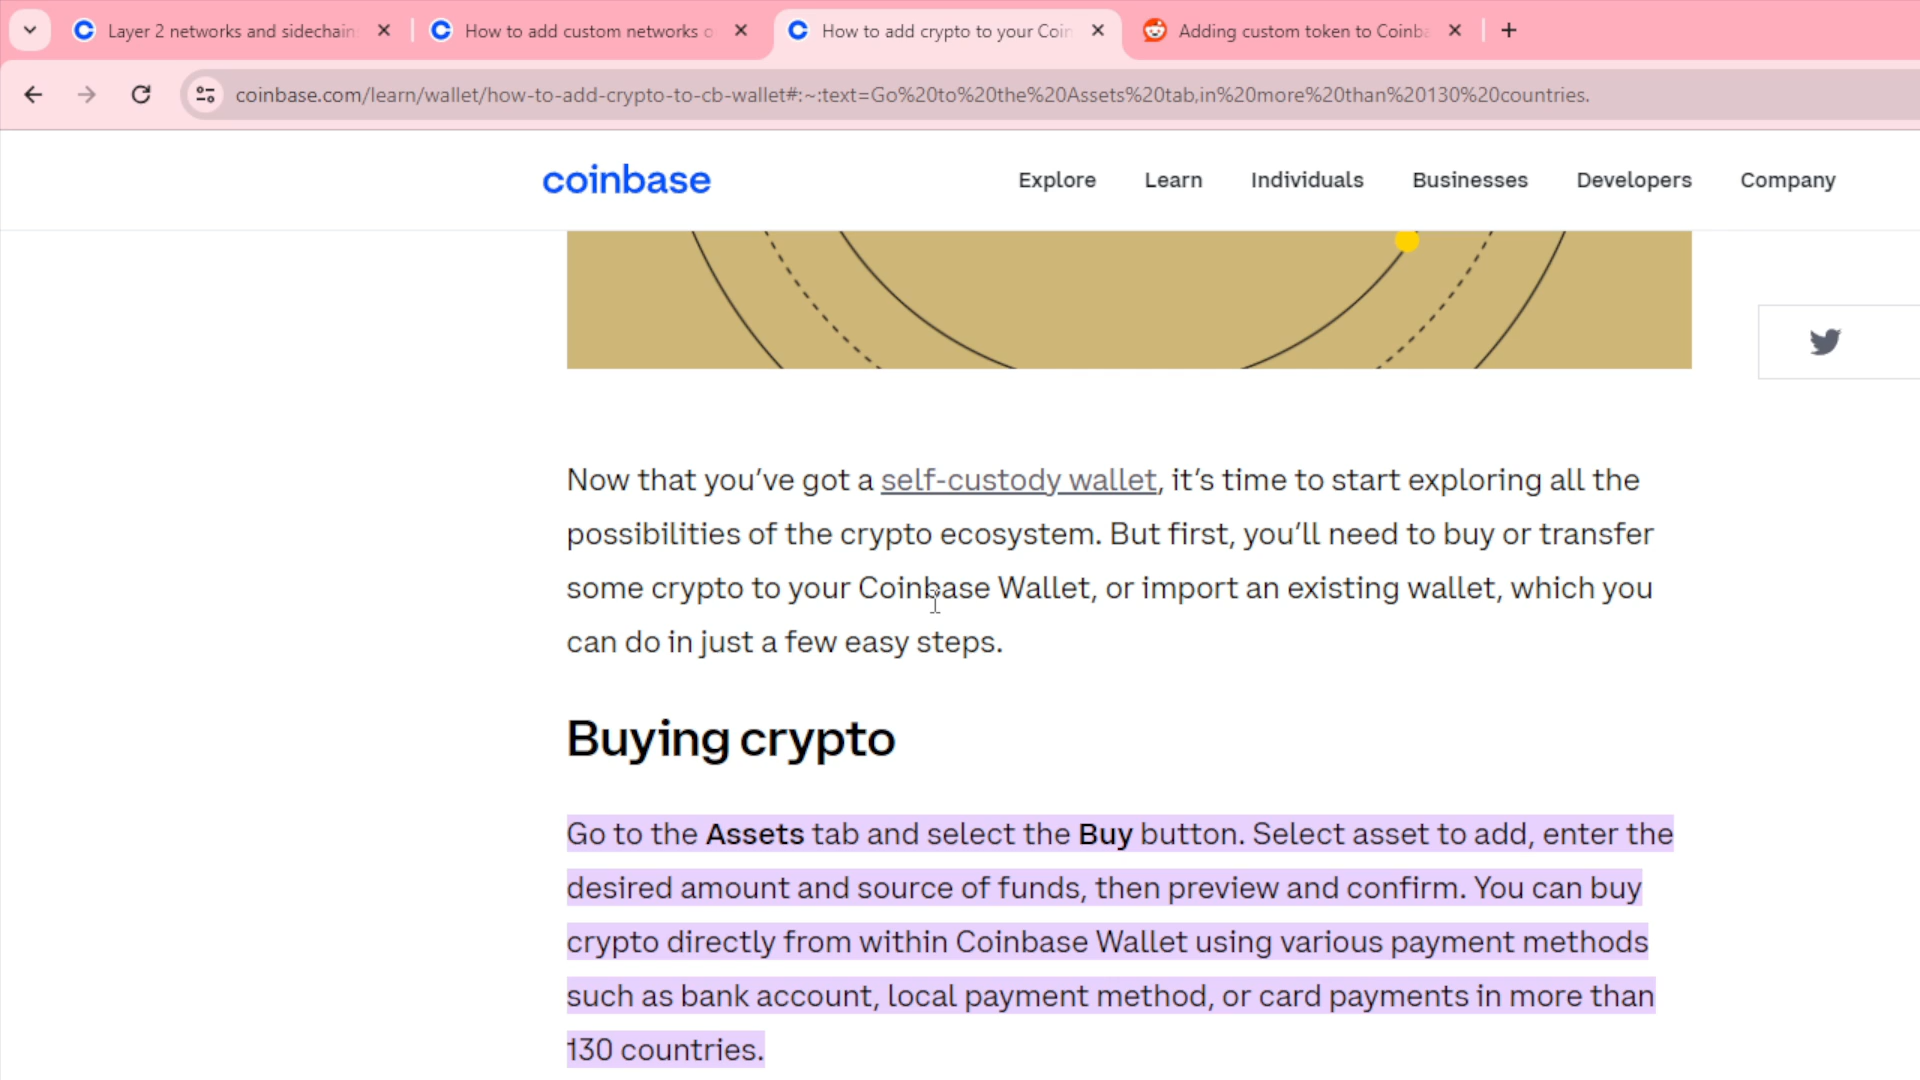 Layer 2 networks and sidechain
How to add custom networks o
How to add crypto to your Coin
Adding custom token to Coinba
coinbase.com/learn/wallet/how-to-add-crypto-to-cb-wallet#:~:text=Go%20to%20the%20Assets%20tab,in%20more%20than%20130%20countries.
coinbase
Explore
Learn
Individuals
Businesses
Developers
Company
Now that you’ve got a self-custody wallet, it’s time to start exploring all the
possibilities of the crypto ecosystem. But first, you’ll need to buy or transfer
some crypto to your Coinbase Wallet, or import an existing wallet, which you
can do in just a few easy steps.
Buying crypto
Go to the Assets tab and select the Buy button. Select asset to add, enter the
desired amount and source of funds, then preview and confirm. You can buy
crypto directly from within Coinbase Wallet using various payment methods
such as bank account, local payment method, or card payments in more than
130 countries.